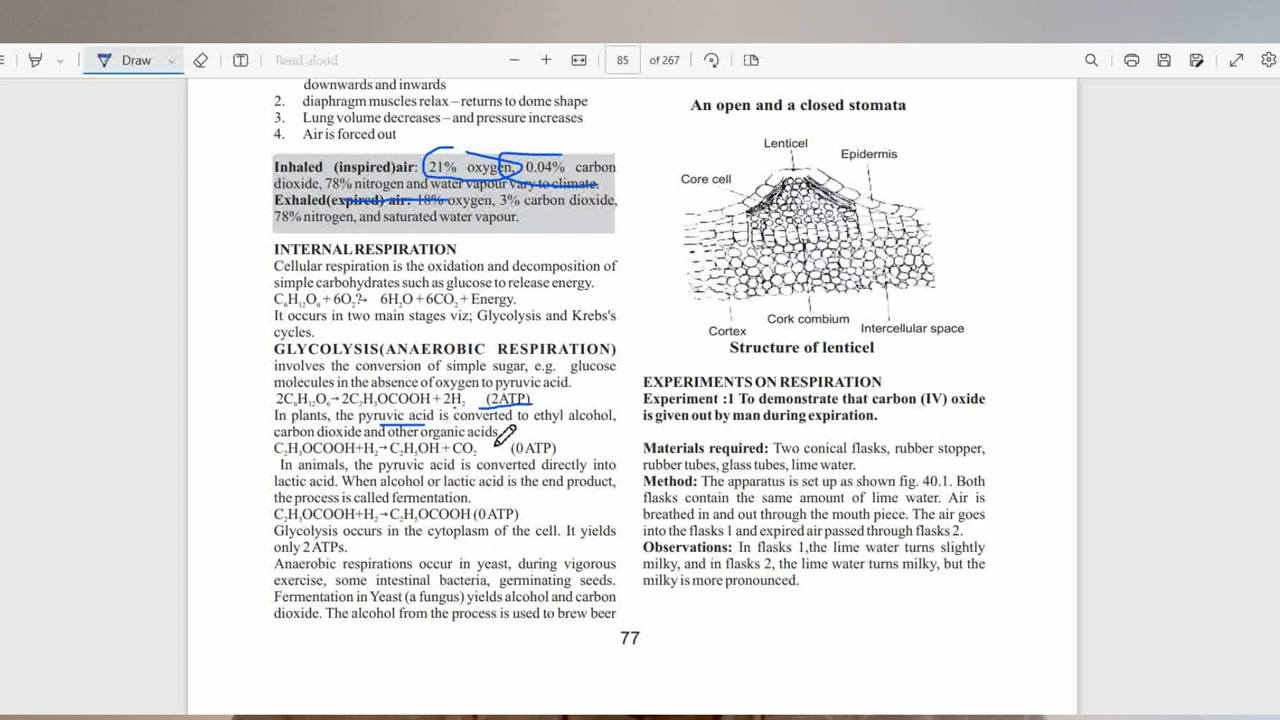 Draw
Read aloud
85 of 267
downwards and inwards
2. diaphragm muscles relax – returns to dome shape
3. Lung volume decreases – and pressure increases
4. Air is forced out
Inhaled (inspired)air: 21% oxygen, 0.04% carbon
dioxide, 78% nitrogen and water vapour vary to climate.
Exhaled(expired) air: 18% oxygen, 3% carbon dioxide,
78% nitrogen, and saturated water vapour.
INTERNAL RESPIRATION
Cellular respiration is the oxidation and decomposition of
simple carbohydrates such as glucose to release energy.
C₆H₁₂O₆ + 6O₂?→ 6H₂O + 6CO₂ + Energy.
It occurs in two main stages viz; Glycolysis and Krebs's
cycles.
GLYCOLYSIS(ANAEROBIC RESPIRATION)
involves the conversion of simple sugar, e.g. glucose
molecules in the absence of oxygen to pyruvic acid.
2C₆H₁₂O₆→2C₂H₃OCOOH + 2H₂ (2ATP)
In plants, the pyruvic acid is converted to ethyl alcohol,
carbon dioxide and other organic acids.
C₂H₃OCOOH+H₂→C₂H₅OH + CO₂ (0 ATP)
In animals, the pyruvic acid is converted directly into
lactic acid. When alcohol or lactic acid is the end product,
the process is called fermentation.
C₂H₃OCOOH+H₂→C₂H₅OCOOH (0 ATP)
Glycolysis occurs in the cytoplasm of the cell. It yields
only 2 ATPs.
Anaerobic respirations occur in yeast, during vigorous
exercise, some intestinal bacteria, germinating seeds.
Fermentation in Yeast (a fungus) yields alcohol and carbon
dioxide. The alcohol from the process is used to brew beer
An open and a closed stomata
Lenticel
Epidermis
Core cell
Cortex
Cork combium
Intercellular space
Structure of lenticel
EXPERIMENTS ON RESPIRATION
Experiment :1 To demonstrate that carbon (IV) oxide
is given out by man during expiration.
Materials required: Two conical flasks, rubber stopper,
rubber tubes, glass tubes, lime water.
Method: The apparatus is set up as shown fig. 40.1. Both
flasks contain the same amount of lime water. Air is
breathed in and out through the mouth piece. The air goes
into the flasks 1 and expired air passed through flasks 2.
Observations: In flasks 1,the lime water turns slightly
milky, and in flasks 2, the lime water turns milky, but the
milky is more pronounced.
77